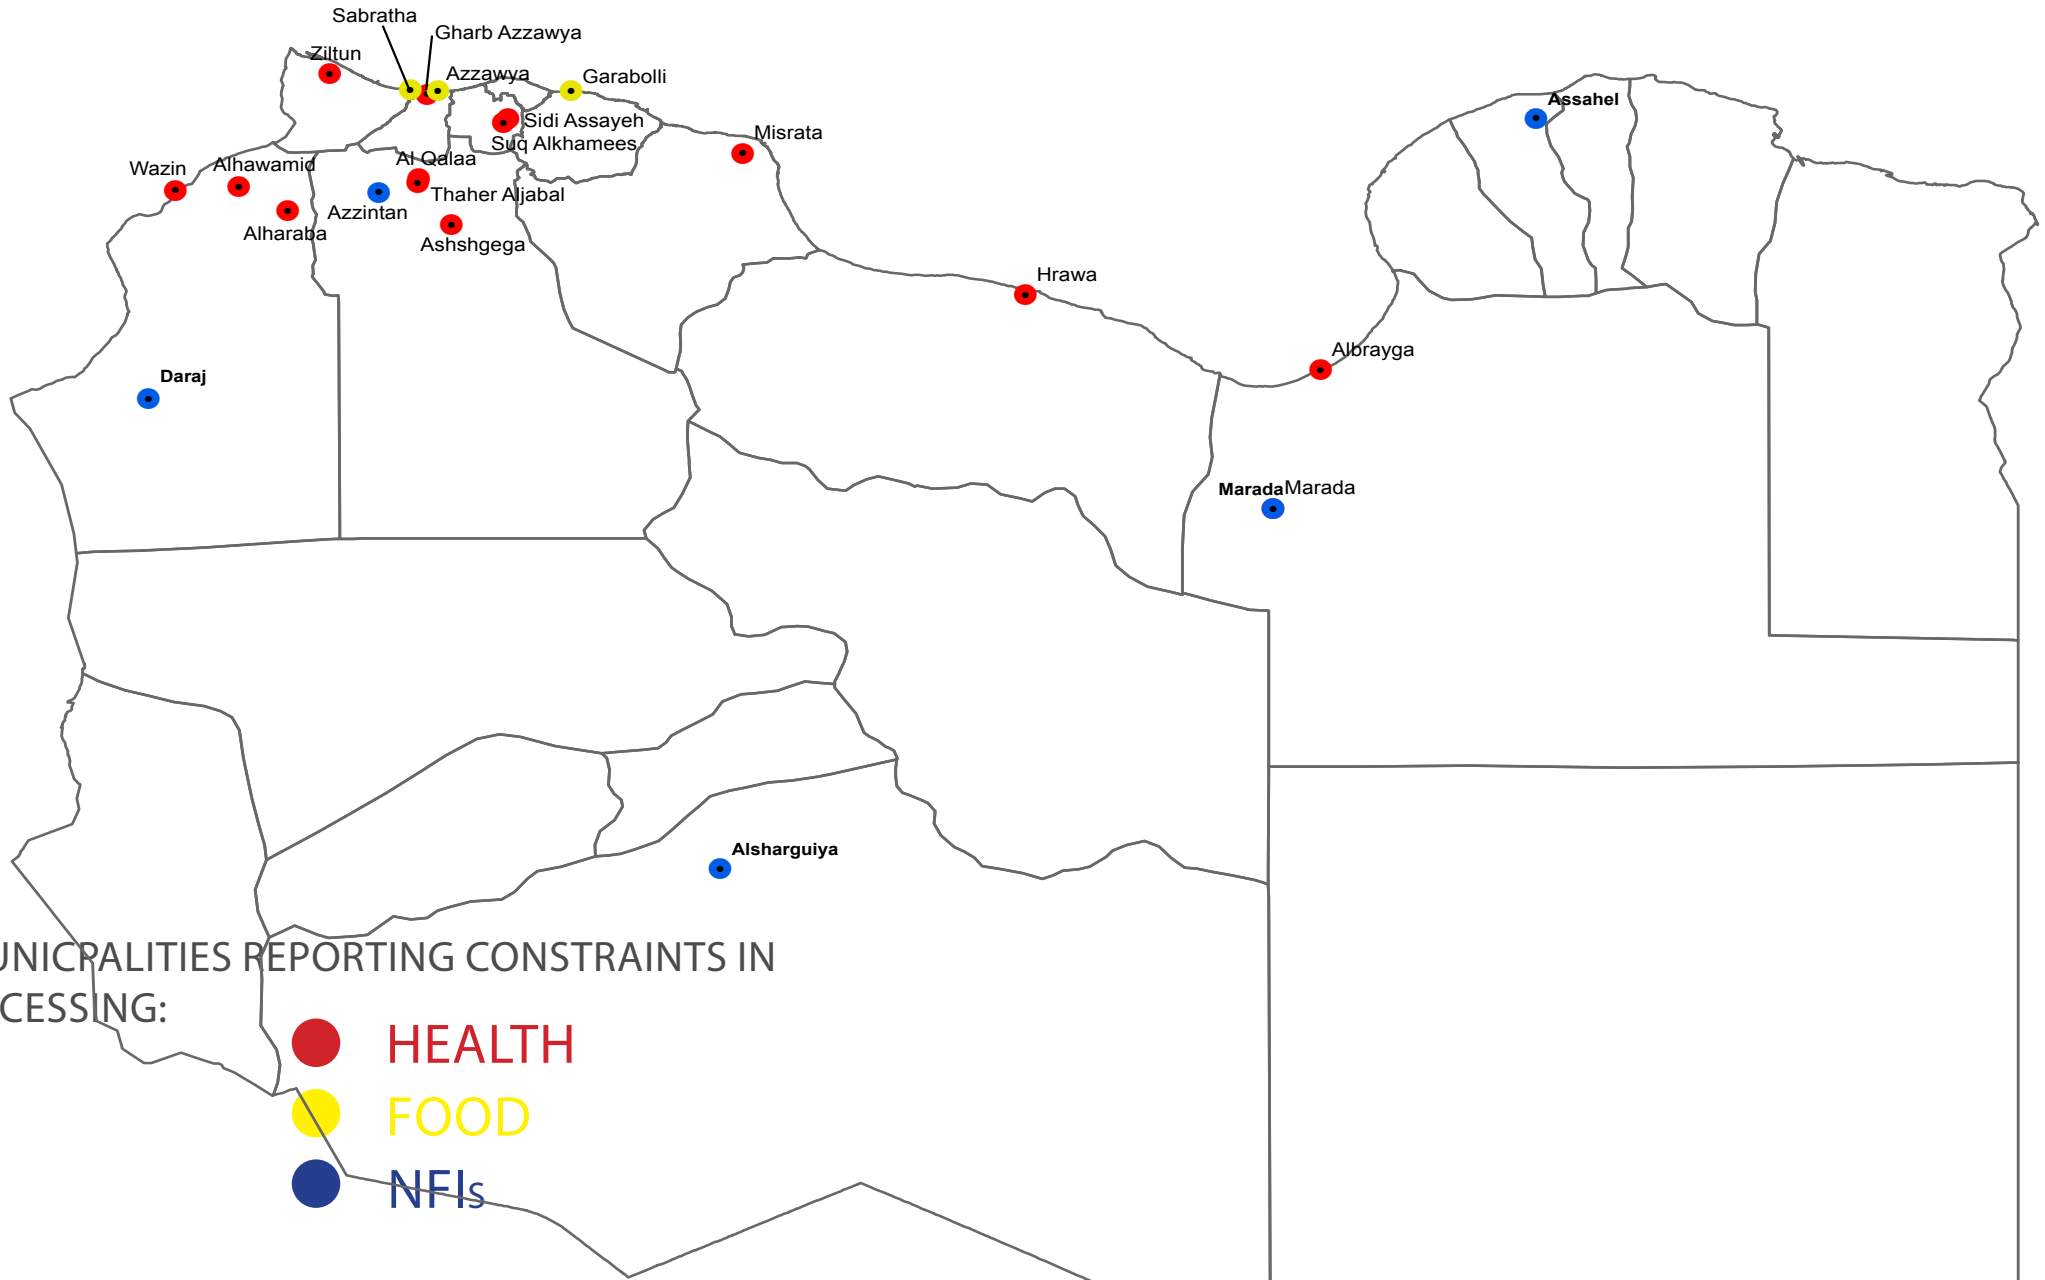 Sabratha
Gharb Azzawya
Ziltun
Azzawya
Garabolli
Assahel
Sidi Assayeh
Suq Alkhamees
Misrata
Wazin
Alhawamid
Al Qalaa
Thaher Aljabal
Azzintan
Alharaba
Ashshgega
Hrawa
Albrayga
Daraj
Marada Marada
Alsharguiya
UNICPALITIES REPORTING CONSTRAINTS IN
CESSING:
HEALTH
FOOD
NFIs